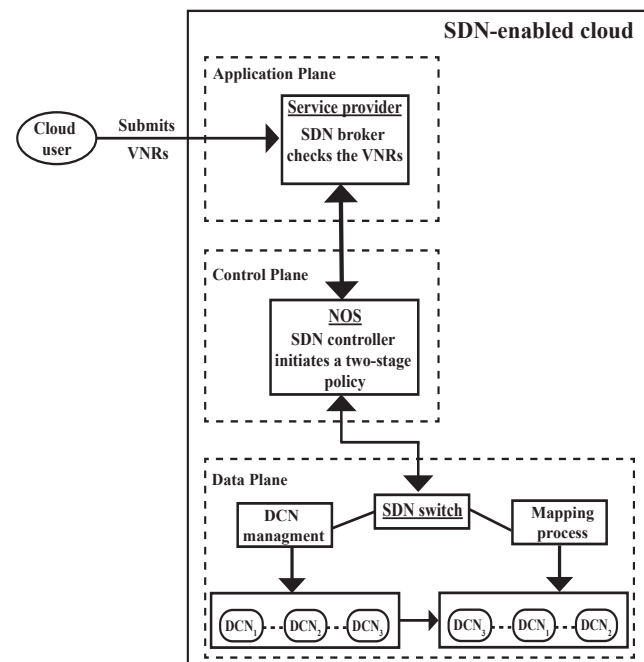 SDN-enabled cloud
Application Plane
Service provider
SDN broker
checks the VNRs
Cloud
user
Submits
VNRs
Control Plane
NOS
SDN controller
initiates a two-stage
policy
Data Plane
SDN switch
DCN
managment
Mapping
process
DCN₁ DCN₂ DCN₃
DCN₃ DCN₁ DCN₂